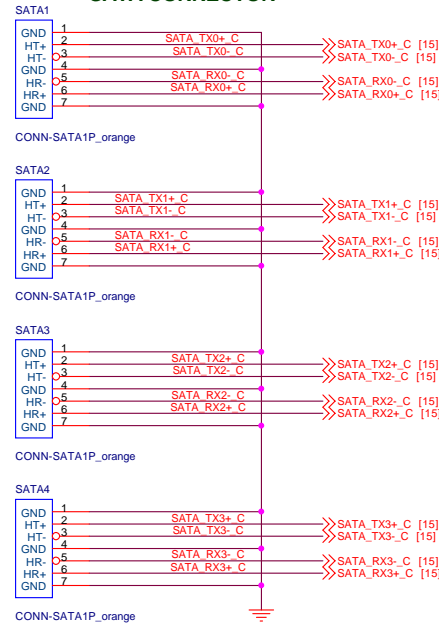 SATA1
GND 1
HT+ 2 SATA_TX0+_C SATA_TX0+_C [15]
HT- 3 SATA_TX0-_C SATA_TX0-_C [15]
GND 4
HR- 5 SATA_RX0-_C SATA_RX0-_C [15]
HR+ 6 SATA_RX0+_C SATA_RX0+_C [15]
GND 7
CONN-SATA1P_orange
SATA2
GND 1
HT+ 2 SATA_TX1+_C SATA_TX1+_C [15]
HT- 3 SATA_TX1-_C SATA_TX1-_C [15]
GND 4
HR- 5 SATA_RX1-_C SATA_RX1-_C [15]
HR+ 6 SATA_RX1+_C SATA_RX1+_C [15]
GND 7
CONN-SATA1P_orange
SATA3
GND 1
HT+ 2 SATA_TX2+_C SATA_TX2+_C [15]
HT- 3 SATA_TX2-_C SATA_TX2-_C [15]
GND 4
HR- 5 SATA_RX2-_C SATA_RX2-_C [15]
HR+ 6 SATA_RX2+_C SATA_RX2+_C [15]
GND 7
CONN-SATA1P_orange
SATA4
GND 1
HT+ 2 SATA_TX3+_C SATA_TX3+_C [15]
HT- 3 SATA_TX3-_C SATA_TX3-_C [15]
GND 4
HR- 5 SATA_RX3-_C SATA_RX3-_C [15]
HR+ 6 SATA_RX3+_C SATA_RX3+_C [15]
GND 7
CONN-SATA1P_orange